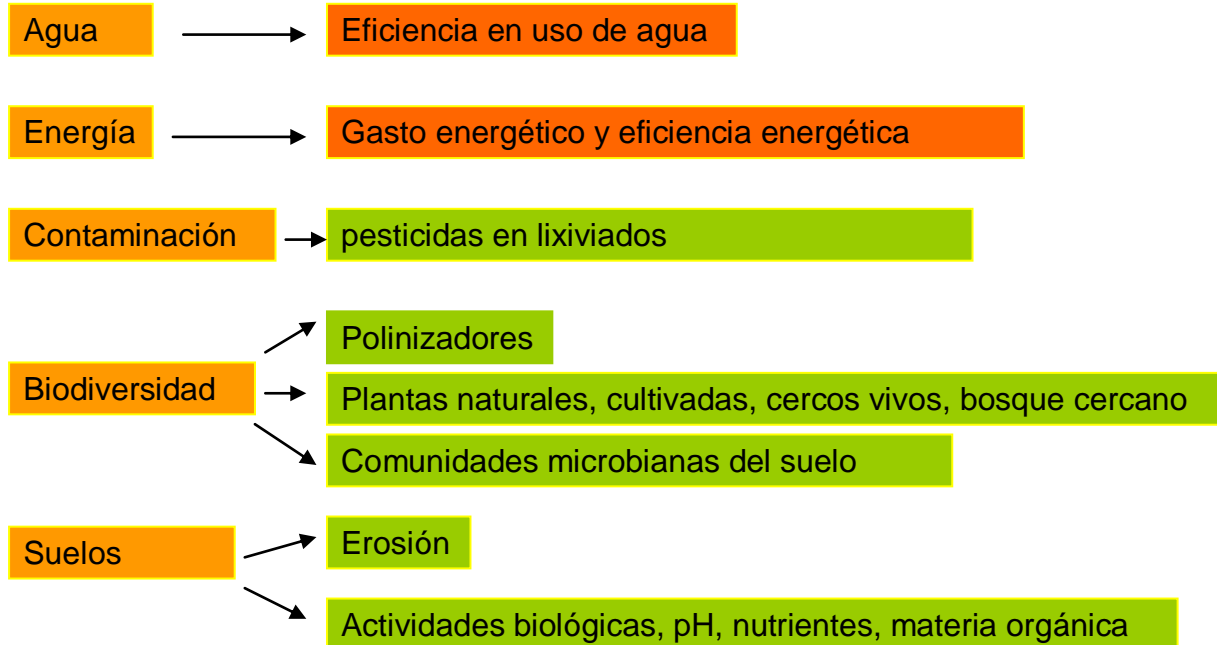 Agua
Eficiencia en uso de agua
Energía
Gasto energético y eficiencia energética
Contaminación
pesticidas en lixiviados
Biodiversidad
Polinizadores
Plantas naturales, cultivadas, cercos vivos, bosque cercano
Comunidades microbianas del suelo
Suelos
Erosión
Actividades biológicas, pH, nutrientes, materia orgánica